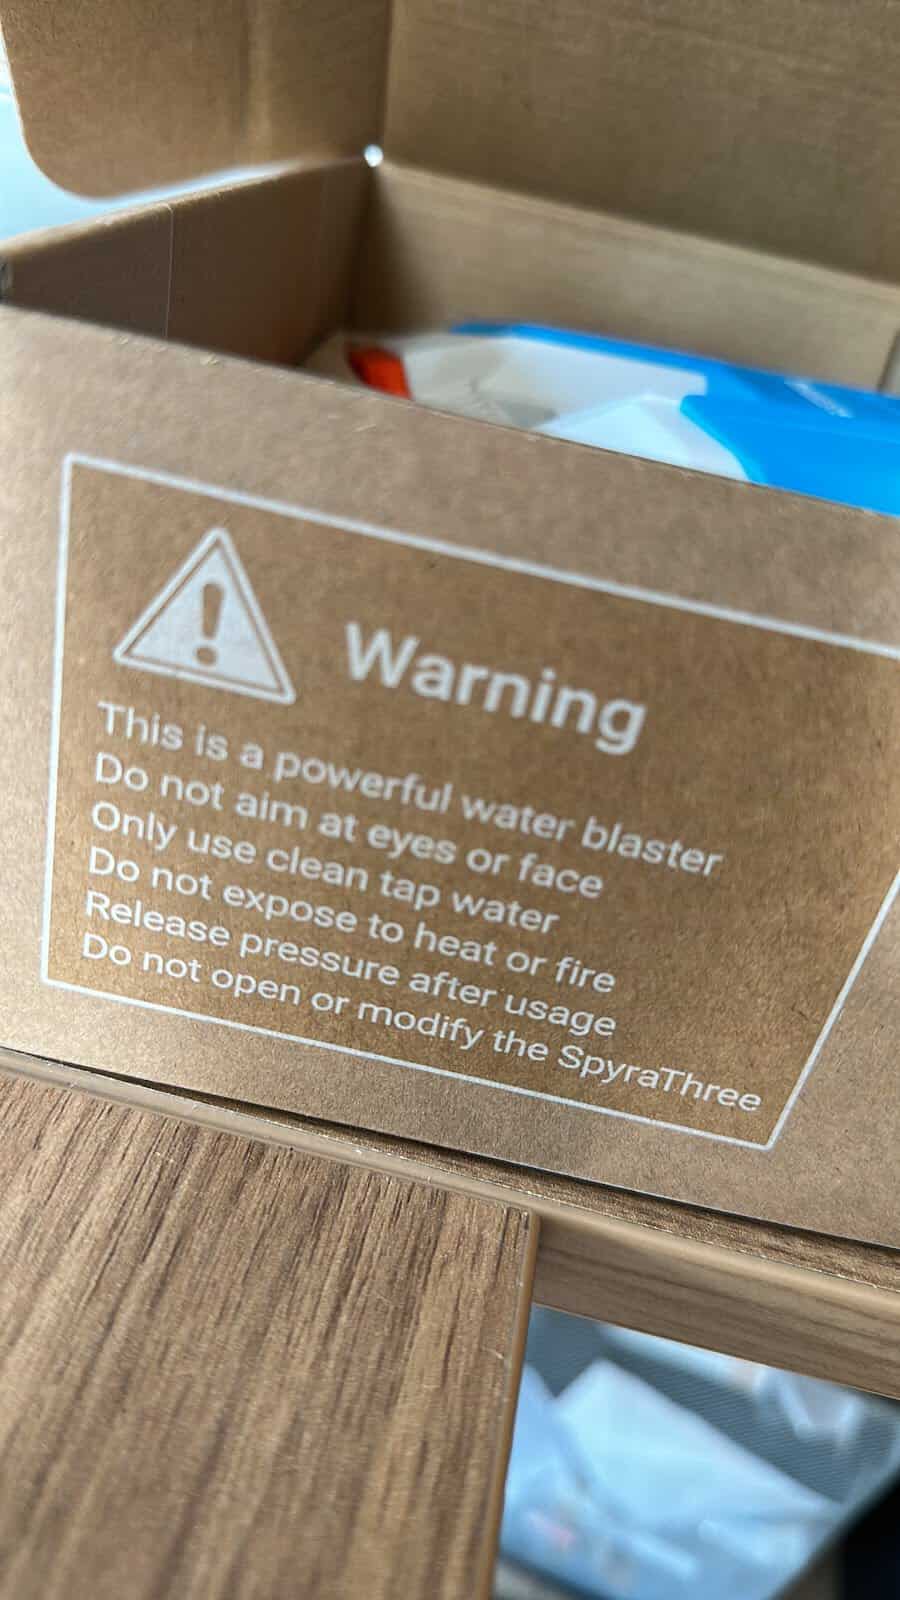 Warning
This is a powerful water blaster
Do not aim at eyes or face
Only use clean tap water
Do not expose to heat or fire
Release pressure after usage
Do not open or modify the SpyraThree